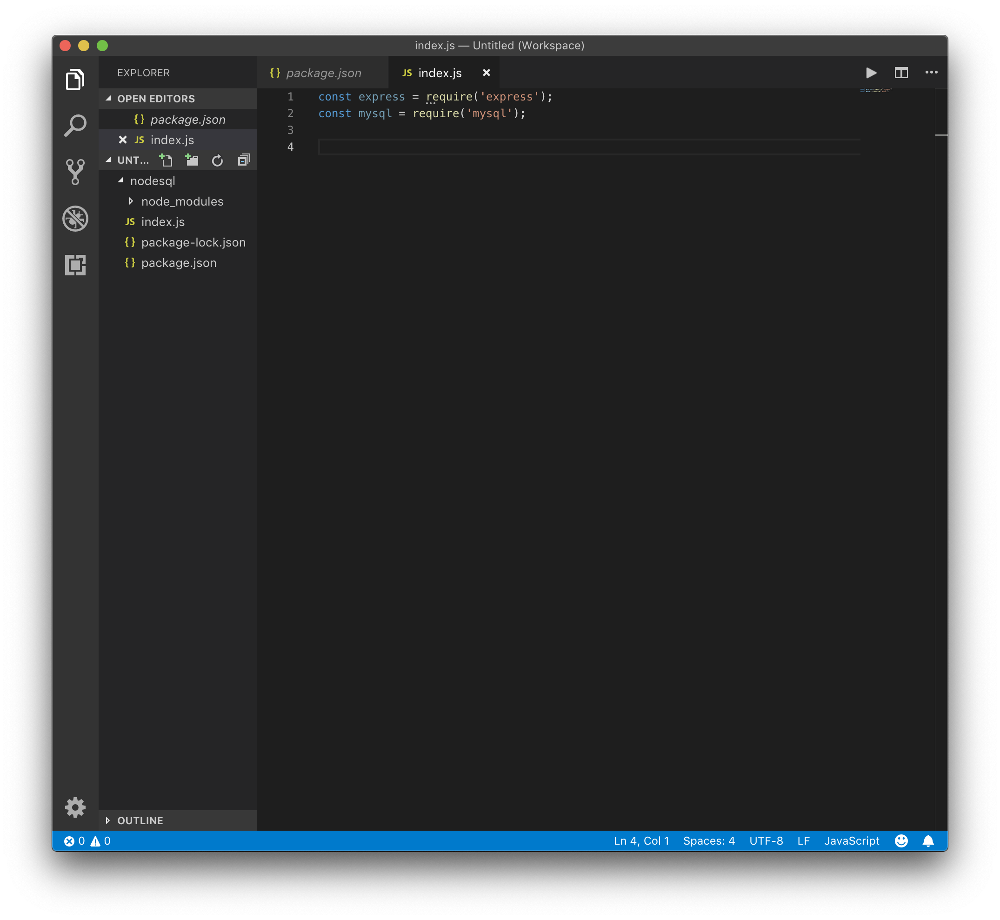 index.js — Untitled (Workspace)
EXPLORER
OPEN EDITORS
{} package.json
JS index.js
UNT...
nodesql
node_modules
JS index.js
{} package-lock.json
{} package.json
OUTLINE
{} package.json
JS index.js
1 const express = require('express');
2 const mysql = require('mysql');
3
4
0 0
Ln 4, Col 1 Spaces: 4 UTF-8 LF JavaScript